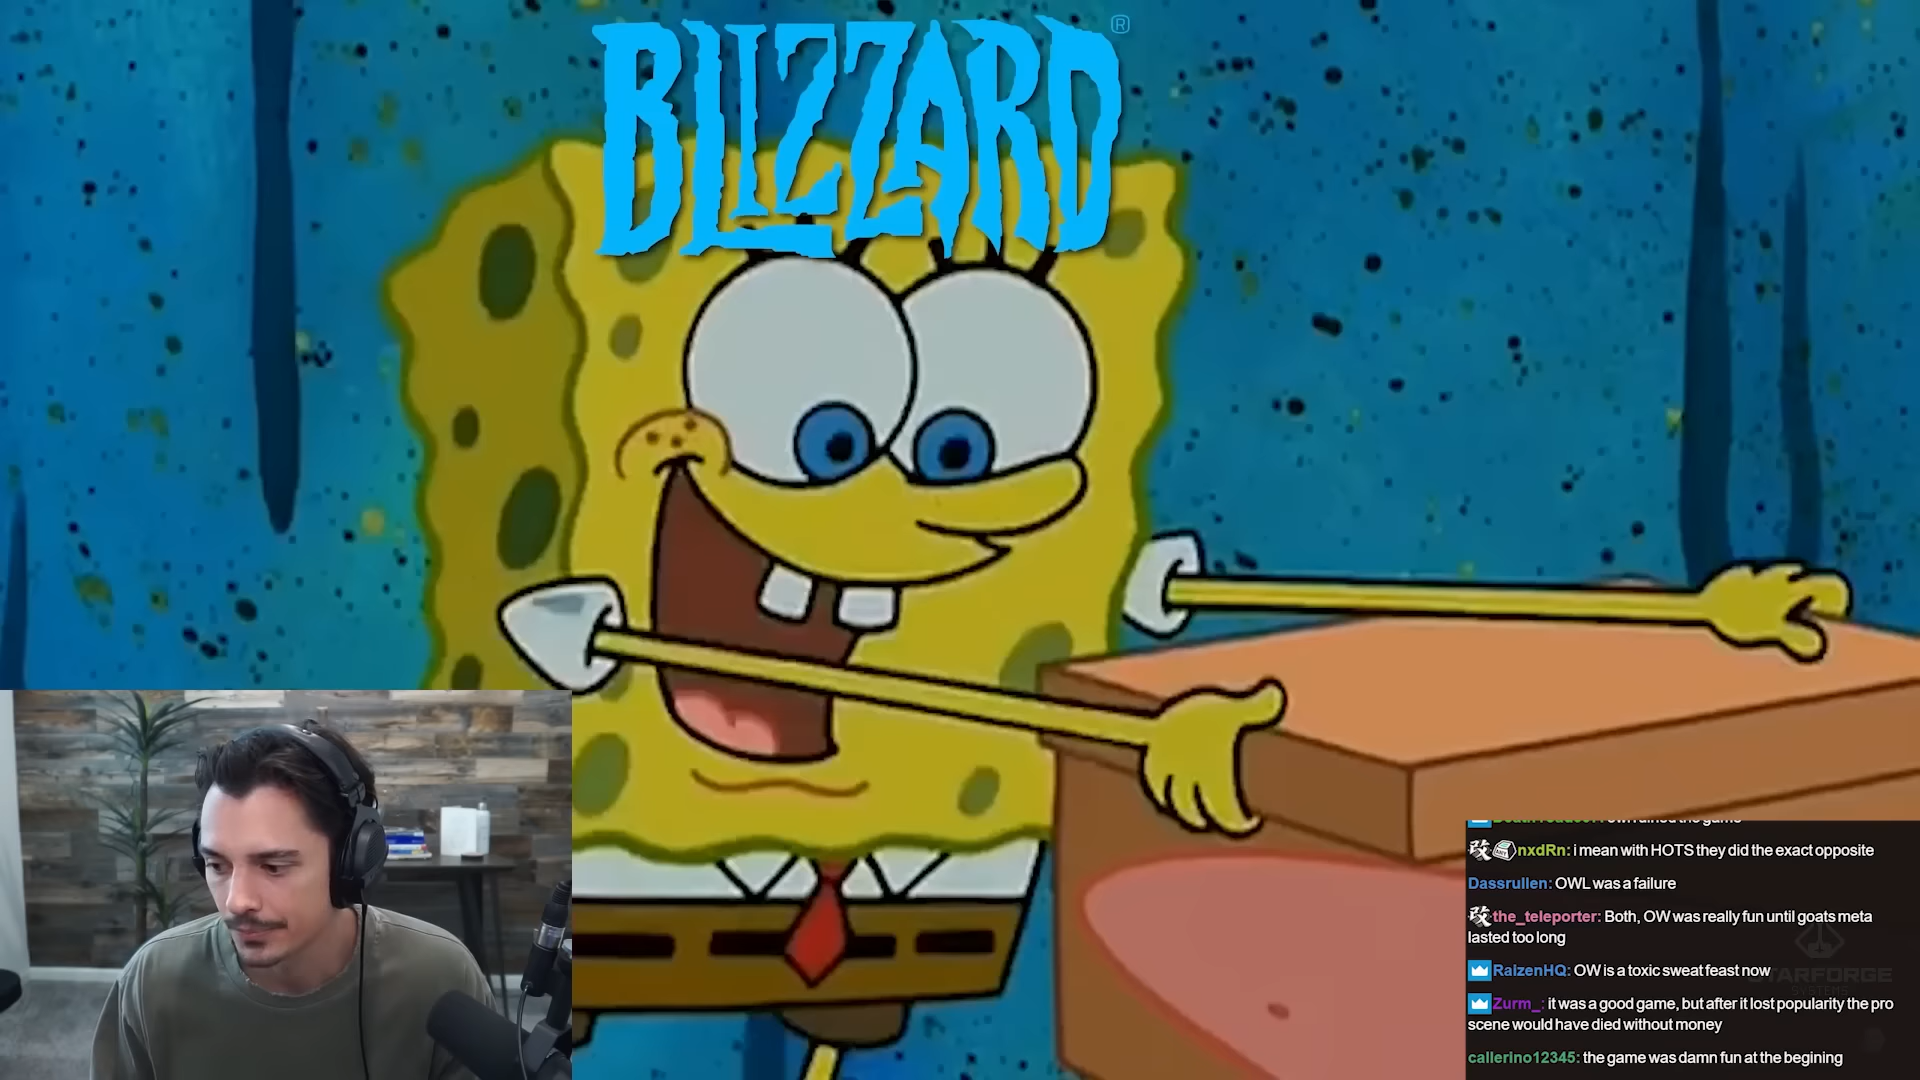 BLIZZARD®
nxdRn: i mean with HOTS they did the exact opposite
Dassrullen: OWL was a failure
改 the_teleporter: Both, OW was really fun until goats meta
lasted too long
RaizenHQ: OW is a toxic sweat feast now
STARFORGE
SYSTEMS
Zurm_: it was a good game, but after it lost popularity the pro
scene would have died without money
callerino12345: the game was damn fun at the begining